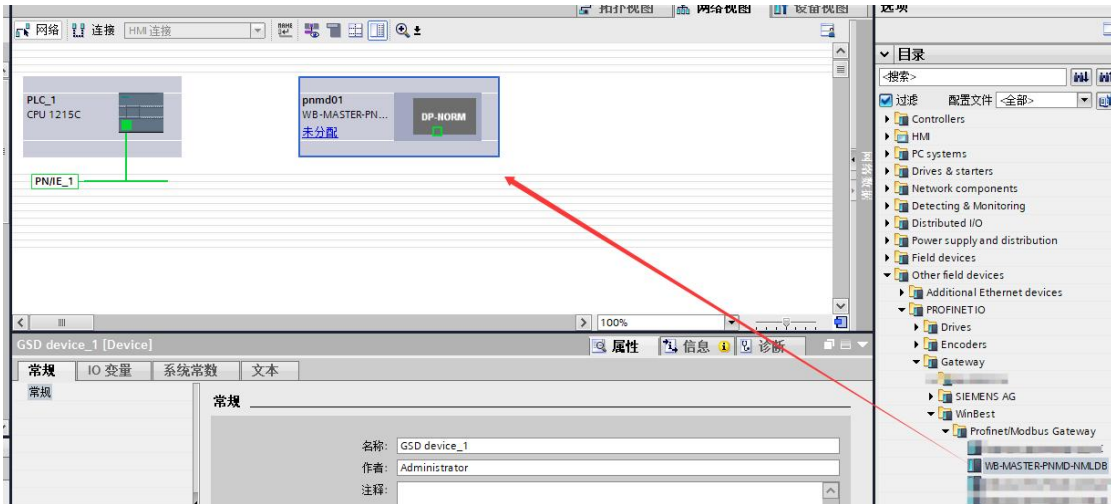 拓扑视图 网络视图 设备视图 选项
网络 连接 HMI 连接
PLC_1
CPU 1215C
pnmd01
WB-MASTER-PN...
未分配
DP-NORM
PN/IE_1
100%
GSD device_1 [Device]
属性 信息 诊断
常规 IO 变量 系统常数 文本
常规
常规
名称: GSD device_1
作者: Administrator
注释:
目录
<搜索>
过滤 配置文件 <全部>
Controllers
HMI
PC systems
Drives & starters
Network components
Detecting & Monitoring
Distributed I/O
Power supply and distribution
Field devices
Other field devices
Additional Ethernet devices
PROFINET IO
Drives
Encoders
Gateway
SIEMENS AG
WinBest
Profinet/Modbus Gateway
WB-MASTER-PNMD-NMLDB